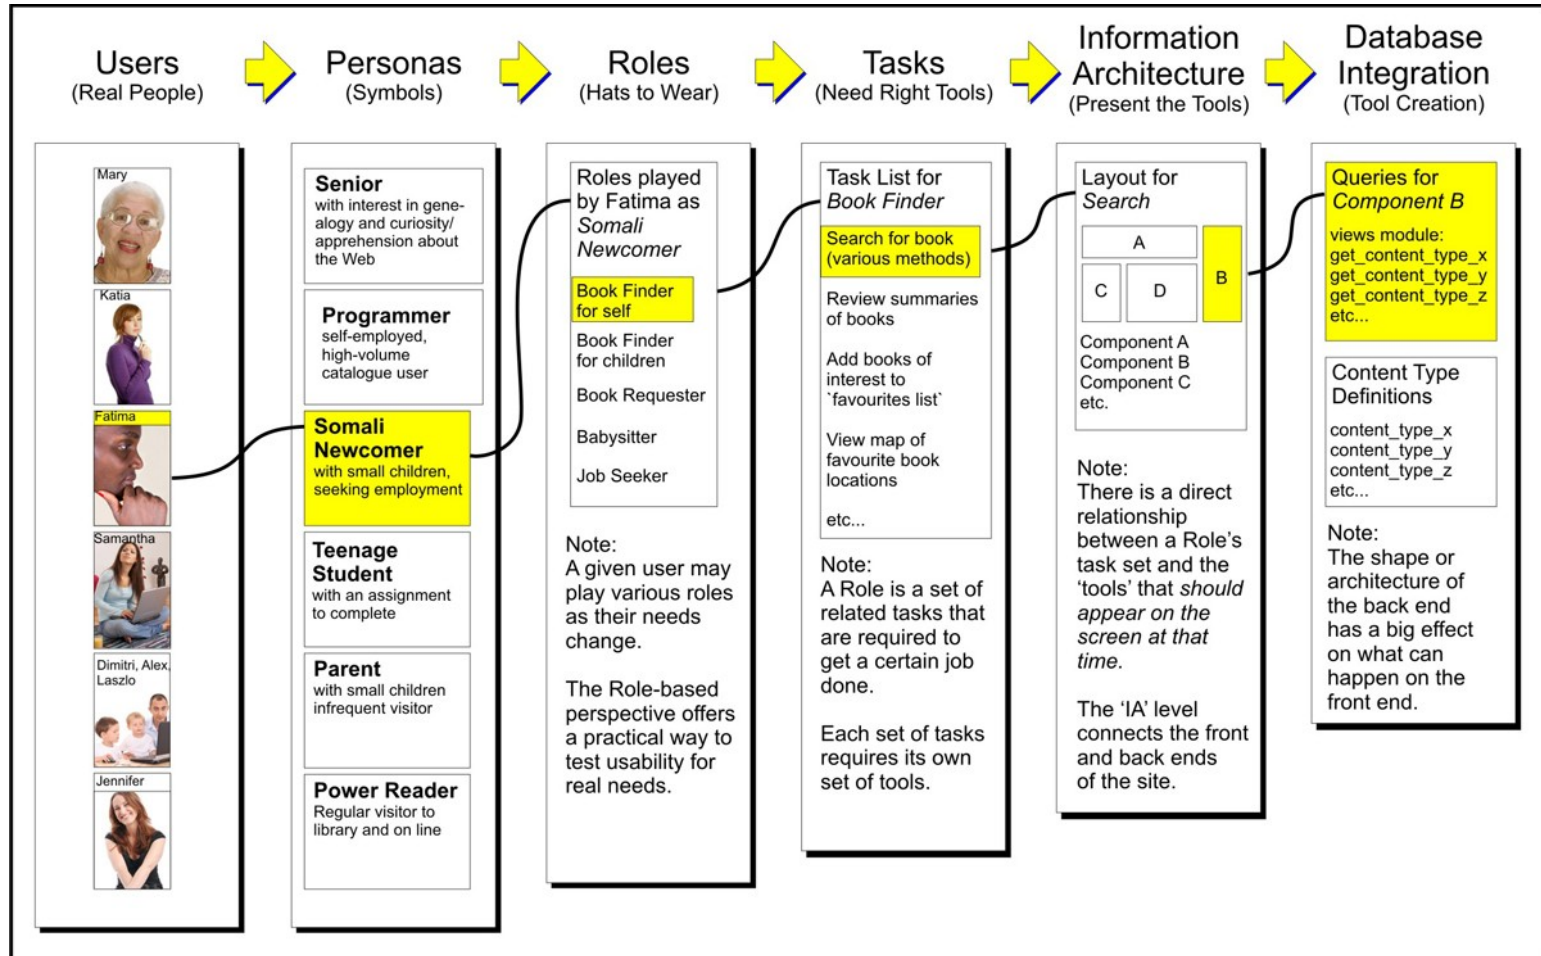 Users
(Real People)
Personas
(Symbols)
Roles
(Hats to Wear)
Tasks
(Need Right Tools)
Information
Architecture
(Present the Tools)
Database
Integration
(Tool Creation)
Mary
Katia
Fatima
Samantha
Dimitri, Alex,
Laszlo
Jennifer
Senior
with interest in gene-
alogy and curiosity/
apprehension about
the Web
Programmer
self-employed,
high-volume
catalogue user
Somali
Newcomer
with small children,
seeking employment
Teenage
Student
with an assignment
to complete
Parent
with small children
infrequent visitor
Power Reader
Regular visitor to
library and on line
Roles played
by Fatima as
Somali
Newcomer
Book Finder
for self
Book Finder
for children
Book Requester
Babysitter
Job Seeker
Note:
A given user may
play various roles
as their needs
change.
The Role-based
perspective offers
a practical way to
test usability for
real needs.
Task List for
Book Finder
Search for book
(various methods)
Review summaries
of books
Add books of
interest to
`favourites list`
View map of
favourite book
locations
etc...
Note:
A Role is a set of
related tasks that
are required to
get a certain job
done.
Each set of tasks
requires its own
set of tools.
Layout for
Search
A
B
C
D
Component A
Component B
Component C
etc.
Note:
There is a direct
relationship
between a Role’s
task set and the
‘tools’ that should
appear on the
screen at that
time.
The ‘IA’ level
connects the front
and back ends
of the site.
Queries for
Component B
views module:
get_content_type_x
get_content_type_y
get_content_type_z
etc...
Content Type
Definitions
content_type_x
content_type_y
content_type_z
etc...
Note:
The shape or
architecture of
the back end
has a big effect
on what can
happen on the
front end.